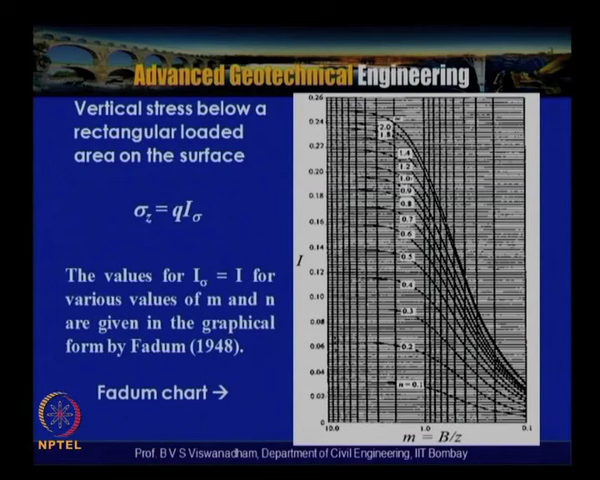 Advanced Geotechnical Engineering
Vertical stress below a
rectangular loaded
area on the surface
σz = qIσ
The values for Iσ = I for
various values of m and n
are given in the graphical
form by Fadum (1948).
Fadum chart →
0.26
0.24
0.22
0.20
0.18
0.16
0.14
0.12
0.10
0.08
0.06
0.04
0
I
∞
2.0
1.4
1.2
1.0
0.9
0.8
0.7
0.6
0.5
0.4
0.3
0.2
n = 0.1
10.0 1.0 0.1
m = B/z
NPTEL
Prof. B V S Viswanadham, Department of Civil Engineering, IIT Bombay